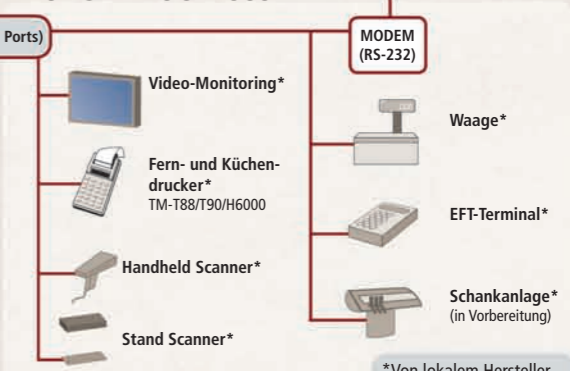 Ports)
MODEM
(RS-232)
Video-Monitoring*
Fern- und Küchen-
drucker*
TM-T88/T90/H6000
Handheld Scanner*
Stand Scanner*
Waage*
EFT-Terminal*
Schankanlage*
(in Vorbereitung)
*Von lokalem Hersteller